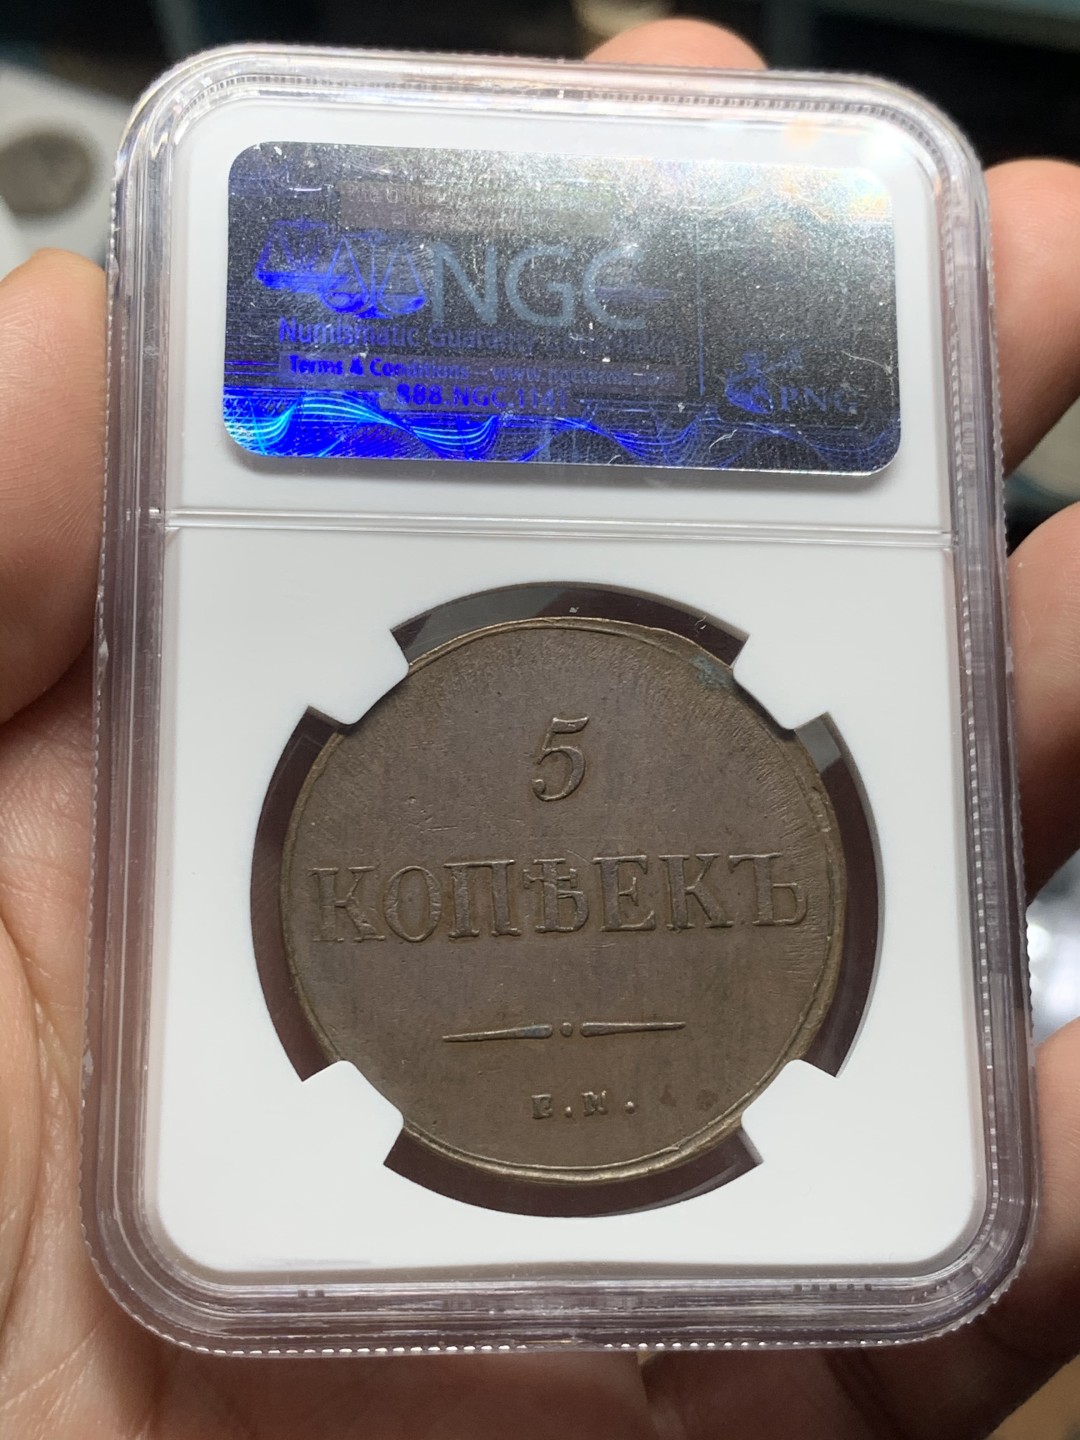 NGC
Numismatic Guaranty
Terms & Conditions
888.NGC.
PNG
5
КОПѢЕКЪ
Е.М.